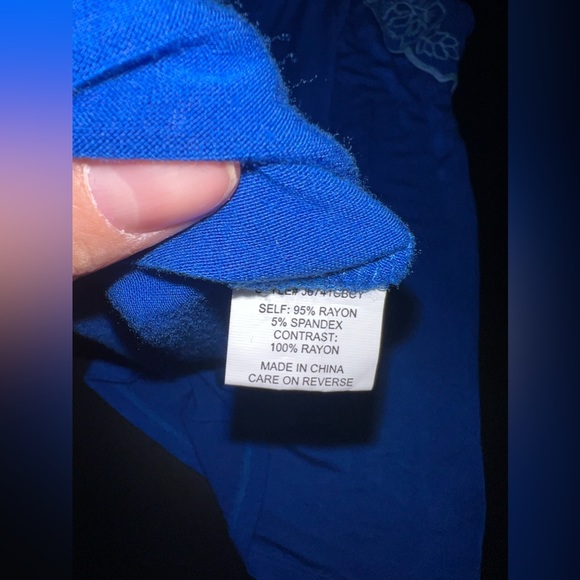 SELF: 95% RAYON
5% SPANDEX
CONTRAST:
100% RAYON
MADE IN CHINA
CARE ON REVERSE